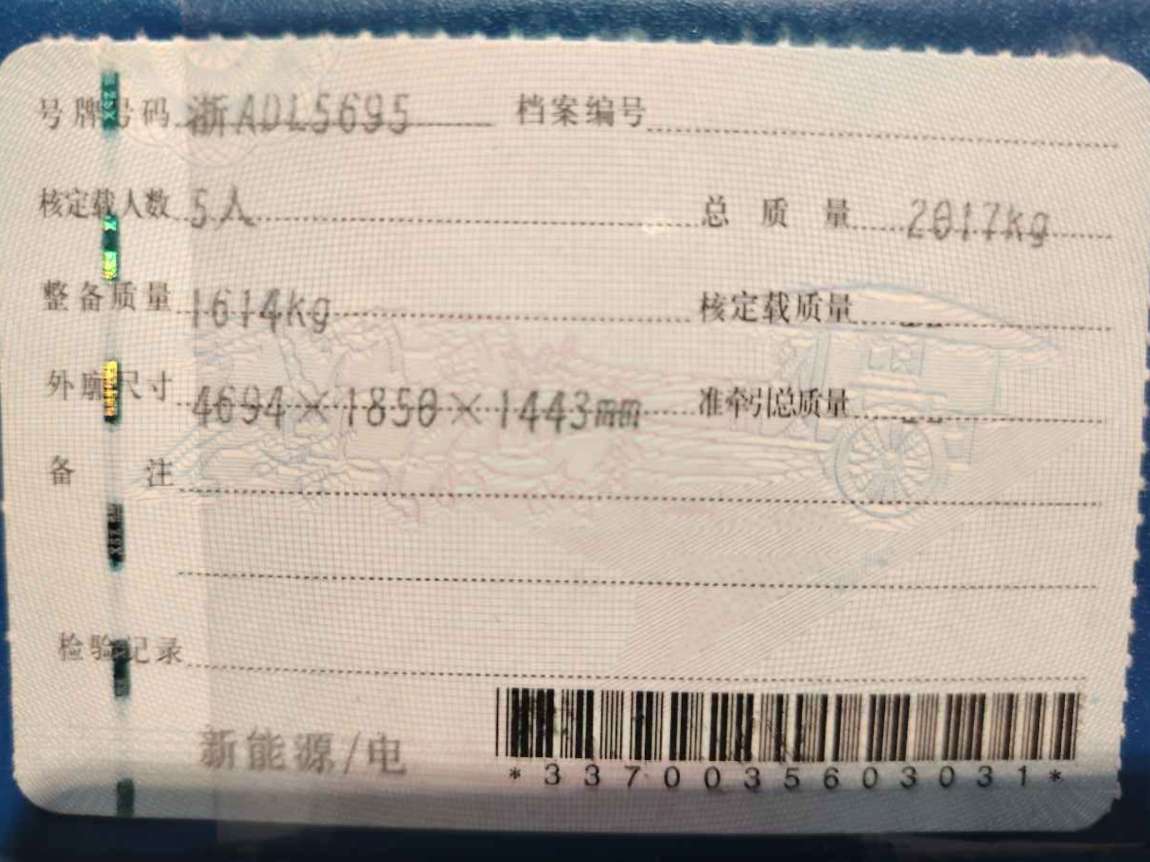 号牌号码 浙ADL5695 档案编号
核定载人数 5人 总质量 2017kg
整备质量 1614kg 核定载质量 --
外廓尺寸 4694×1850×1443mm 准牵引总质量 --
备注
检验记录
新能源/电
*3370035603031*